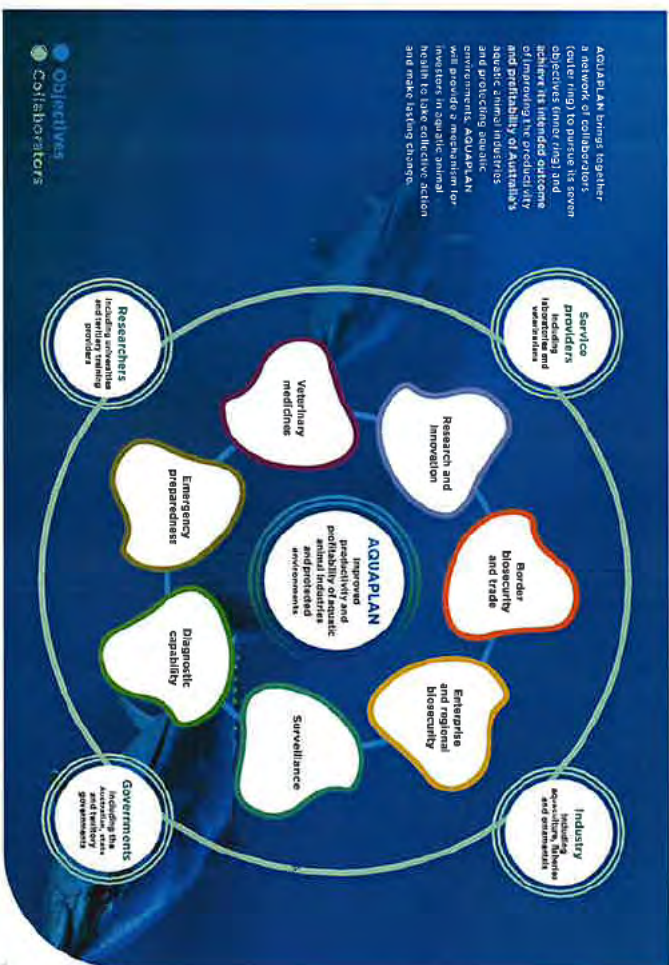 AQUAPLAN brings together
a network of collaborators
(outer ring) to pursue its seven
objectives (inner ring) and
achieve its intended outcome
of improving the productivity
and profitability of Australia's
aquatic animal industries
and protecting aquatic
environments. AQUAPLAN
will provide a mechanism for
investors in aquatic animal
health to take collective action
and make lasting change.
Objectives
Collaborators
Service
providers
including
laboratories and
veterinarians
Industry
including
aquaculture, fisheries
and ornamentals
Researchers
including universities
and tertiary training
providers
Governments
including the
Australian, state
and territory
governments
Border
biosecurity
and trade
Enterprise
and regional
biosecurity
Surveillance
Diagnostic
capability
Emergency
preparedness
Veterinary
medicines
Research and
innovation
AQUAPLAN
Improved
productivity and
profitability of aquatic
animal industries
and protected
environments